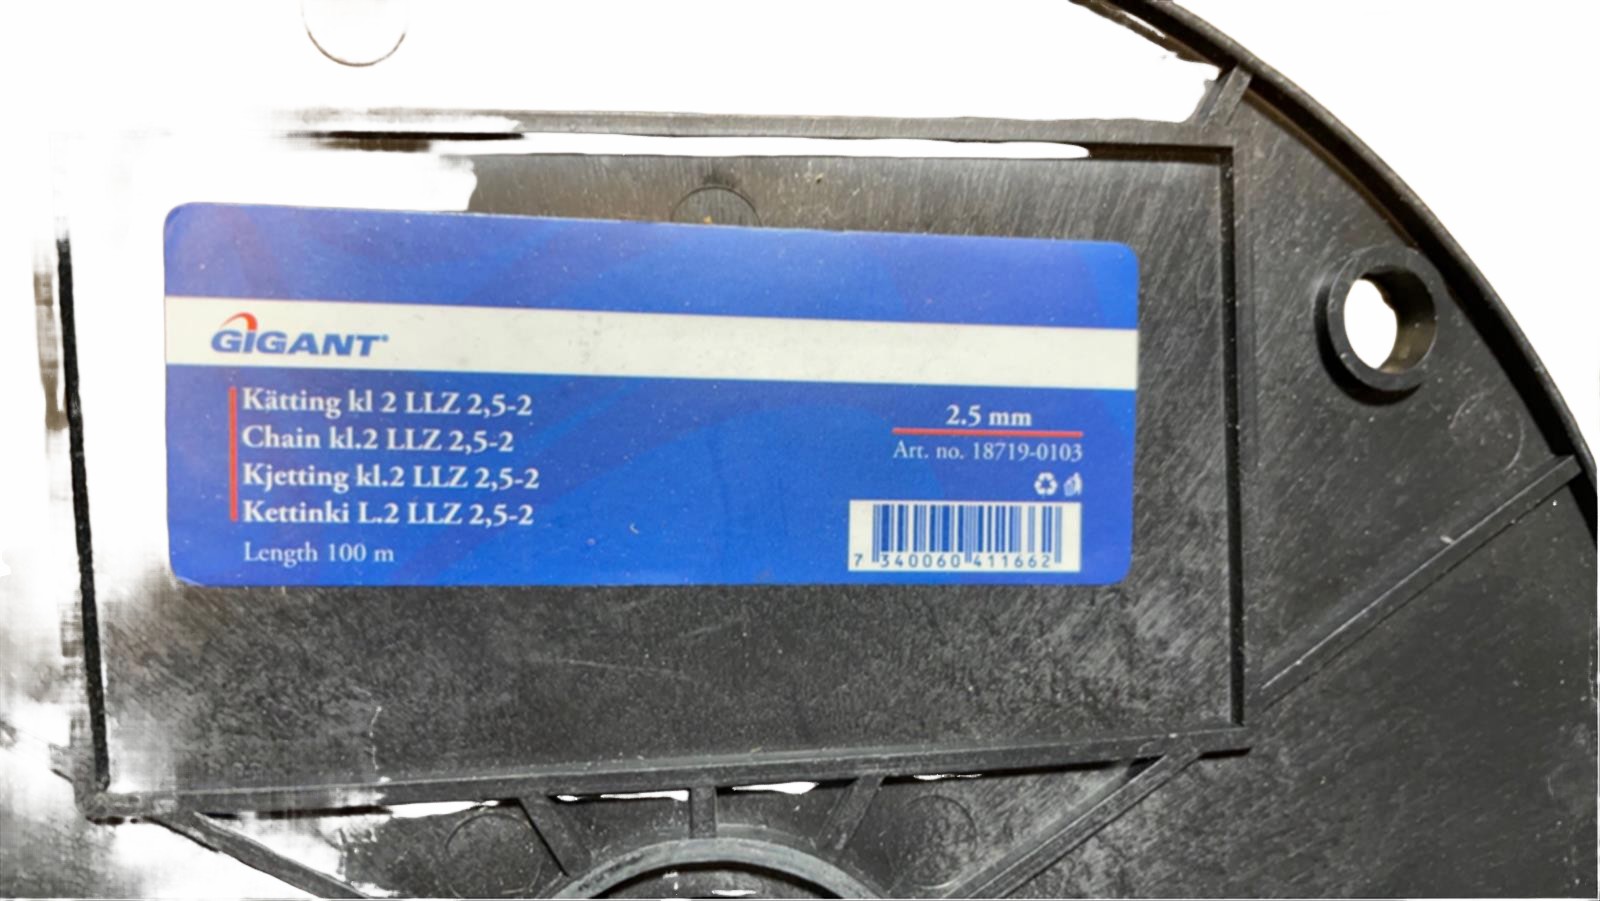 GIGANT®
Kätting kl 2 LLZ 2,5-2
Chain kl.2 LLZ 2,5-2
Kjetting kl.2 LLZ 2,5-2
Kettinki L.2 LLZ 2,5-2
Length 100 m
2.5 mm
Art. no. 18719-0103
7 340060 411662